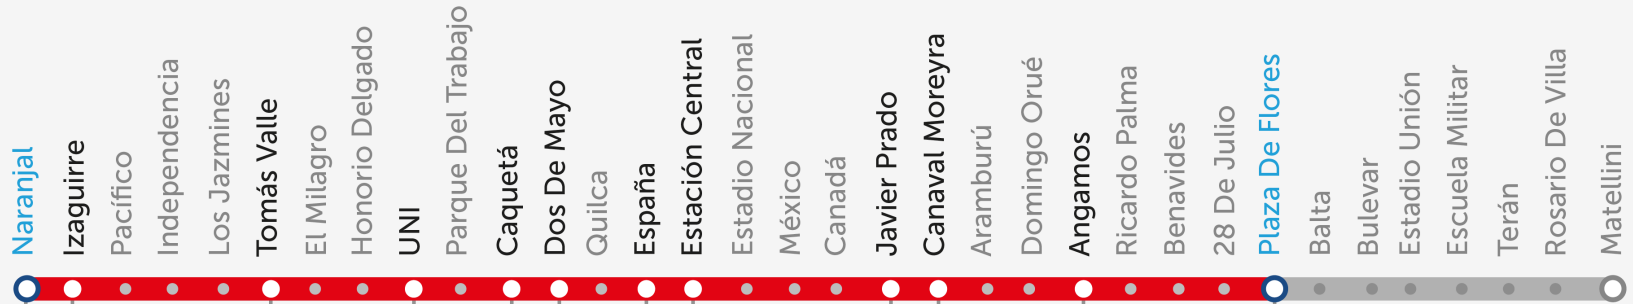 Naranjal
Izaguirre
Pacífico
Independencia
Los Jazmines
Tomás Valle
El Milagro
Honorio Delgado
UNI
Parque Del Trabajo
Caquetá
Dos De Mayo
Quilca
España
Estación Central
Estadio Nacional
México
Canadá
Javier Prado
Canaval Moreyra
Aramburú
Domingo Orué
Angamos
Ricardo Palma
Benavides
28 De Julio
Plaza De Flores
Balta
Bulevar
Estadio Unión
Escuela Militar
Terán
Rosario De Villa
Matellini